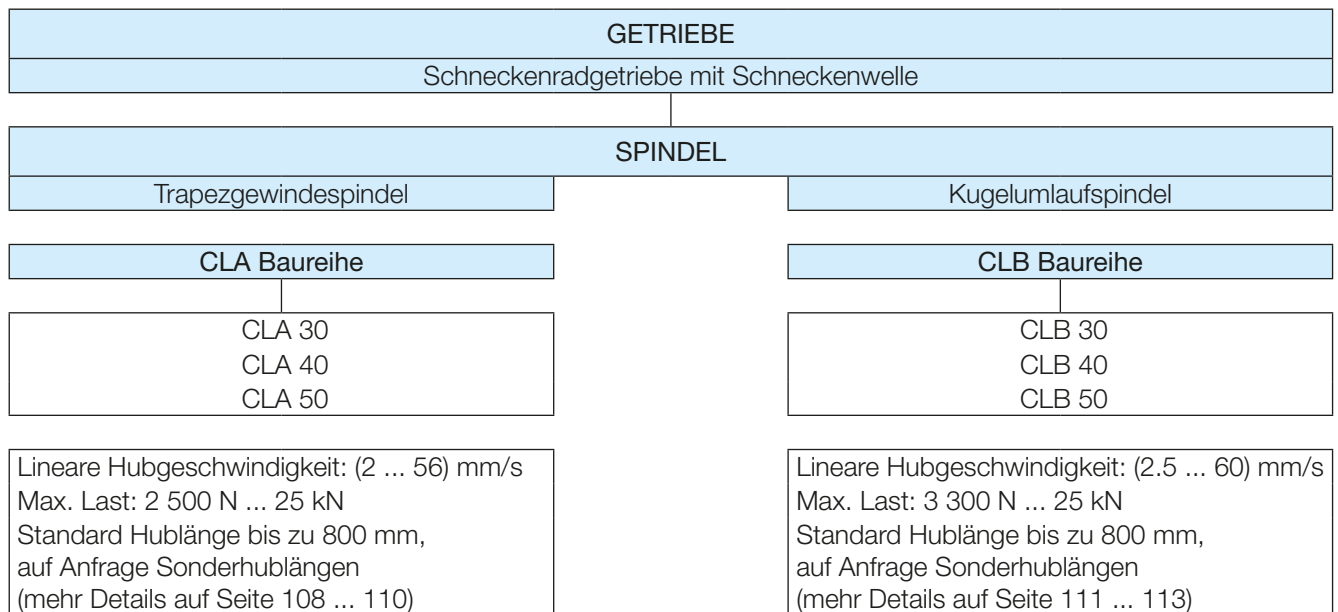 GETRIEBE
Schneckenradgetriebe mit Schneckenwelle
SPINDEL
Trapezgewindespindel
Kugelumlaufspindel
CLA Baureihe
CLB Baureihe
CLA 30
CLA 40
CLA 50
CLB 30
CLB 40
CLB 50
Lineare Hubgeschwindigkeit: (2 ... 56) mm/s
Max. Last: 2 500 N ... 25 kN
Standard Hublänge bis zu 800 mm,
auf Anfrage Sonderhublängen
(mehr Details auf Seite 108 ... 110)
Lineare Hubgeschwindigkeit: (2.5 ... 60) mm/s
Max. Last: 3 300 N ... 25 kN
Standard Hublänge bis zu 800 mm,
auf Anfrage Sonderhublängen
(mehr Details auf Seite 111 ... 113)